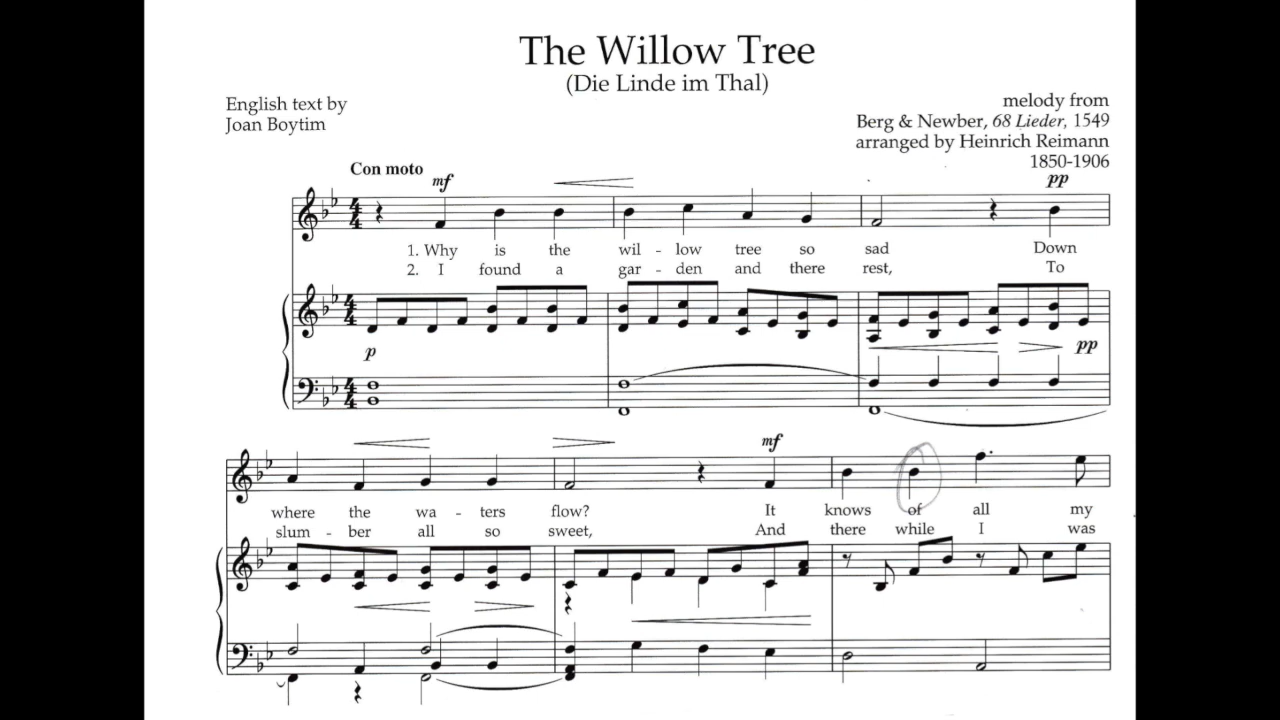 The Willow Tree
(Die Linde im Thal)
English text by
Joan Boytim
melody from
Berg & Newber, 68 Lieder, 1549
arranged by Heinrich Reimann
1850-1906
Con moto
mf
pp
1. Why is the wil - low tree so sad Down
2. I found a gar - den and there rest, To
p
pp
mf
where the wa - ters flow? It knows of all my
slum - ber all so sweet, And there while I was